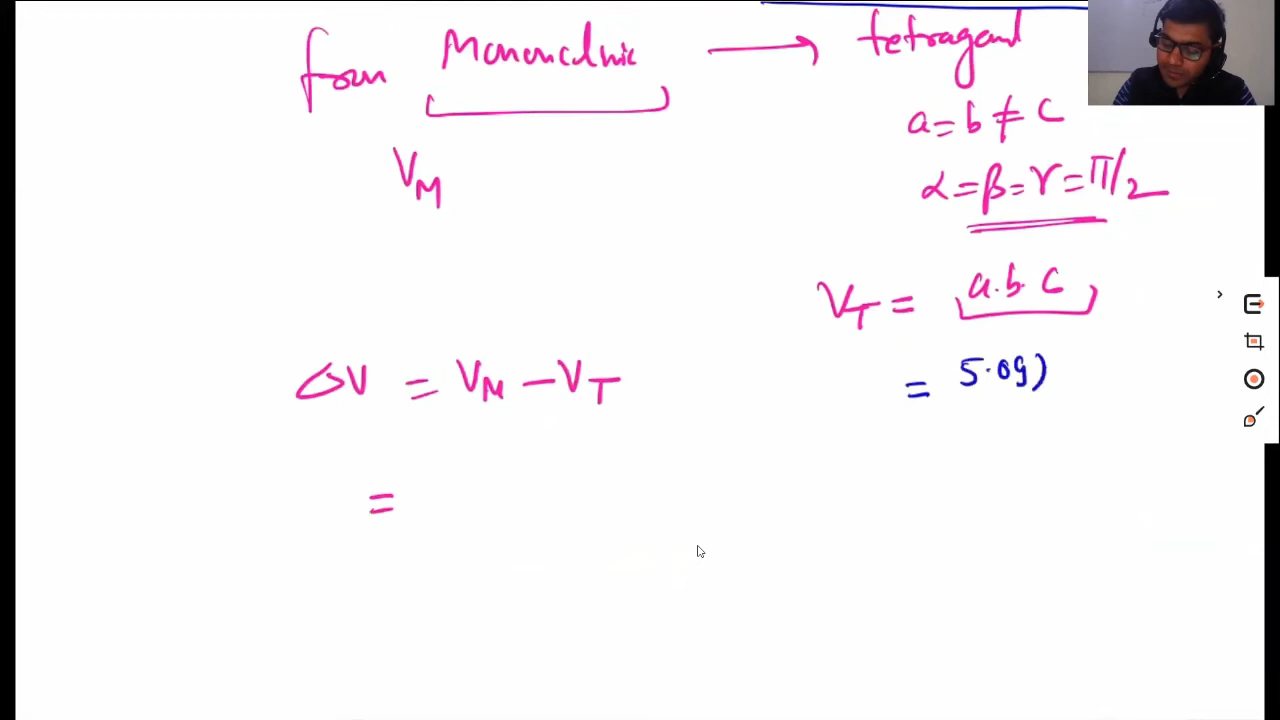 from Monoclinic → tetragonal
a = b ≠ c
α = β = γ = π/2
V_M
V_T = a.b.c
ΔV = V_M - V_T
= 5.09)
=